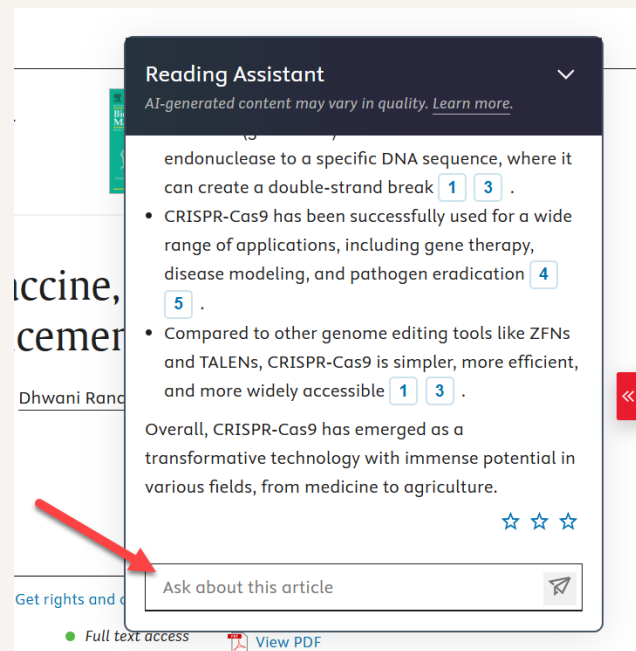 Reading Assistant
AI-generated content may vary in quality. Learn more.
endonuclease to a specific DNA sequence, where it
can create a double-strand break 1 3 .
• CRISPR-Cas9 has been successfully used for a wide
range of applications, including gene therapy,
disease modeling, and pathogen eradication 4
5 .
• Compared to other genome editing tools like ZFNs
and TALENs, CRISPR-Cas9 is simpler, more efficient,
and more widely accessible 1 3 .
Overall, CRISPR-Cas9 has emerged as a
transformative technology with immense potential in
various fields, from medicine to agriculture.
Ask about this article
accine,
cemen
Dhwani Rana
Get rights and c
Full text access
View PDF